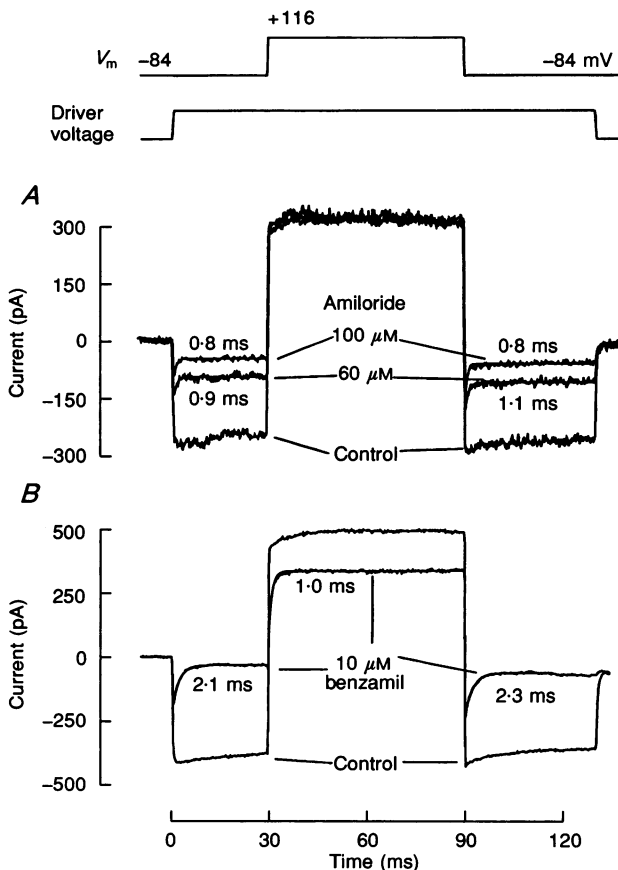 +116
Vm −84 −84 mV
Driver
voltage
A
300
150
0
−150
−300
Current (pA)
Amiloride
0·8 ms 100 μM 0·8 ms
60 μM
0·9 ms 1·1 ms
Control
B
500
250
0
−250
−500
Current (pA)
1·0 ms
10 μM
benzamil
2·1 ms 2·3 ms
Control
0 30 60 90 120
Time (ms)